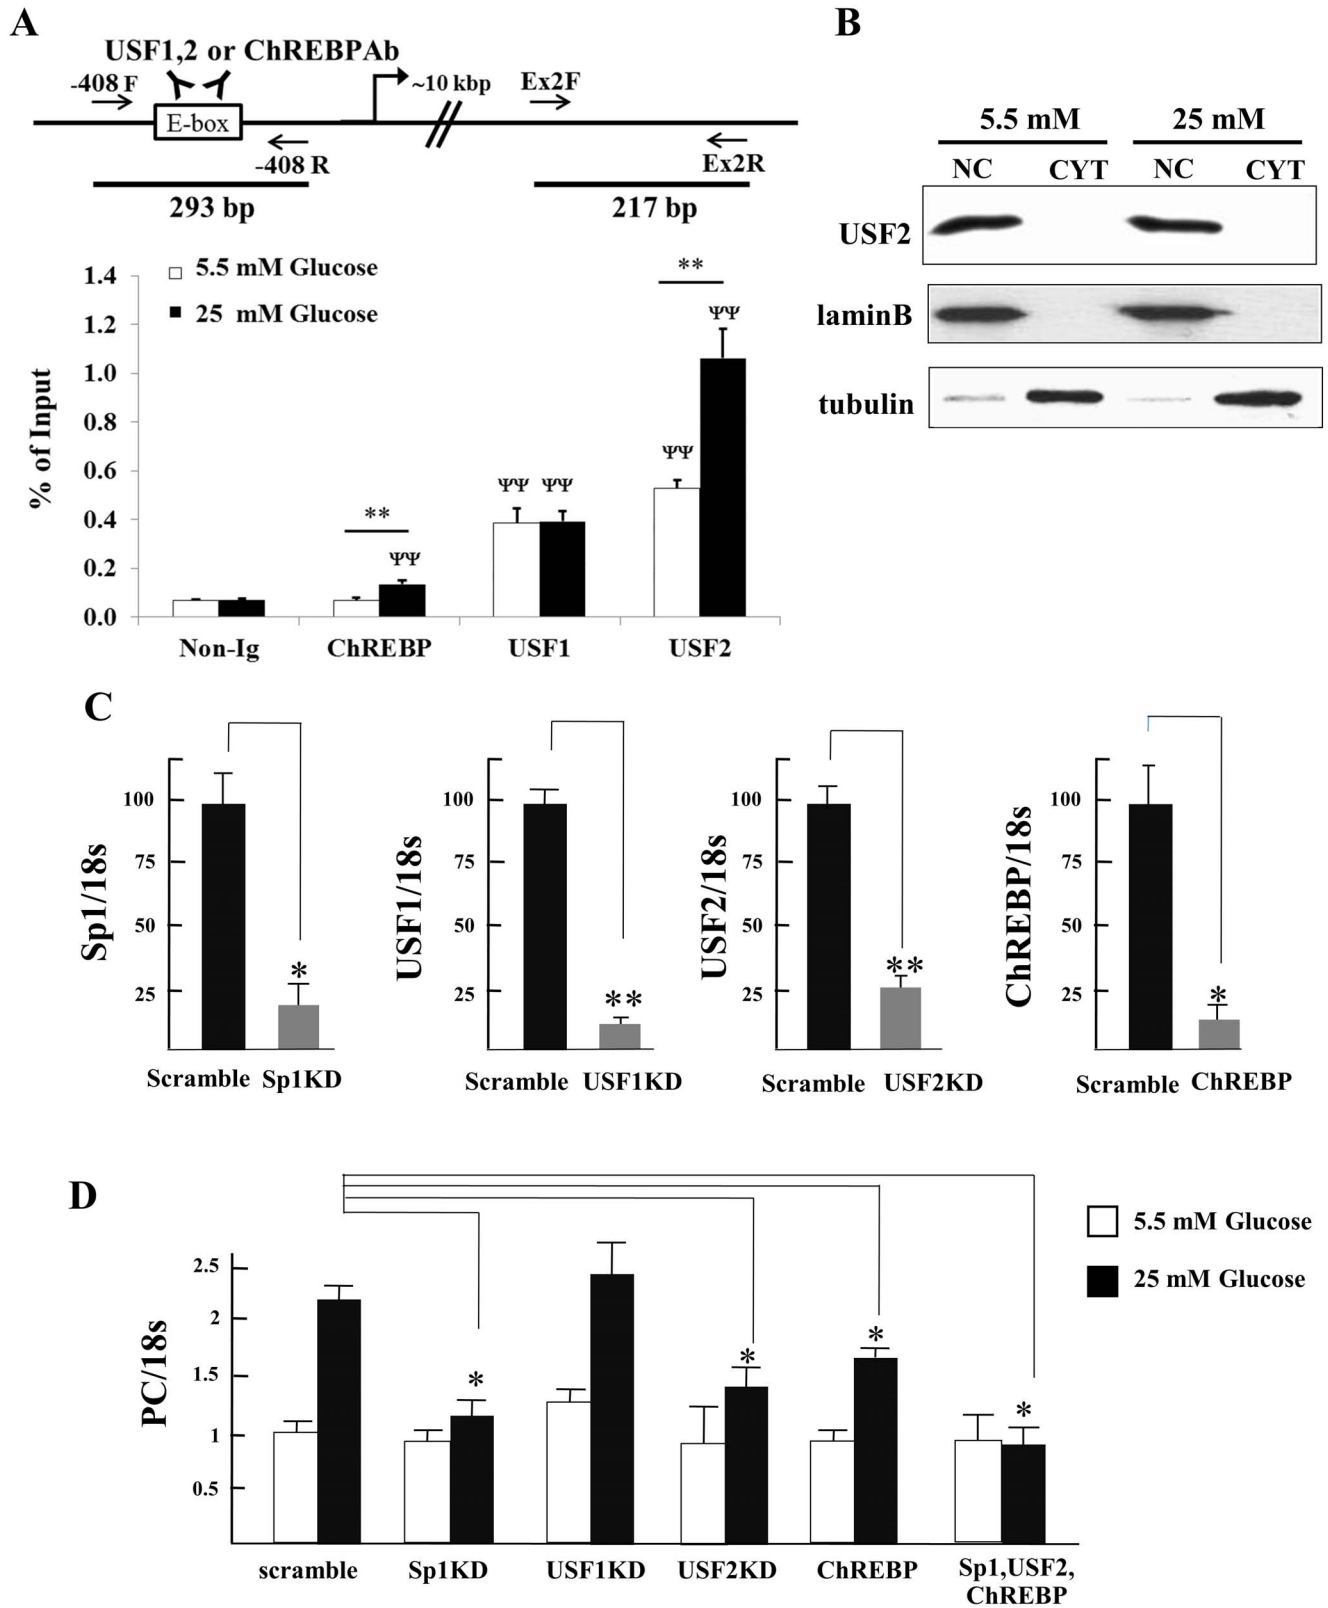 A
USF1,2 or ChREBPAb
-408 F
E-box
-408 R
~10 kbp
Ex2F
Ex2R
293 bp
217 bp
5.5 mM Glucose
25 mM Glucose
% of Input
1.4
1.2
1.0
0.8
0.6
0.4
0.2
0.0
**
ΨΨ
ΨΨ ΨΨ
ΨΨ
**
ΨΨ
Non-Ig ChREBP USF1 USF2
B
5.5 mM 25 mM
NC CYT NC CYT
USF2
laminB
tubulin
C
Sp1/18s
100
75
50
25
*
Scramble Sp1KD
USF1/18s
100
75
50
25
**
Scramble USF1KD
USF2/18s
100
75
50
25
**
Scramble USF2KD
ChREBP/18s
100
75
50
25
*
Scramble ChREBP
D
5.5 mM Glucose
25 mM Glucose
PC/18s
2.5
2
1.5
1
0.5
*
*
*
*
scramble Sp1KD USF1KD USF2KD ChREBP Sp1,USF2,
ChREBP